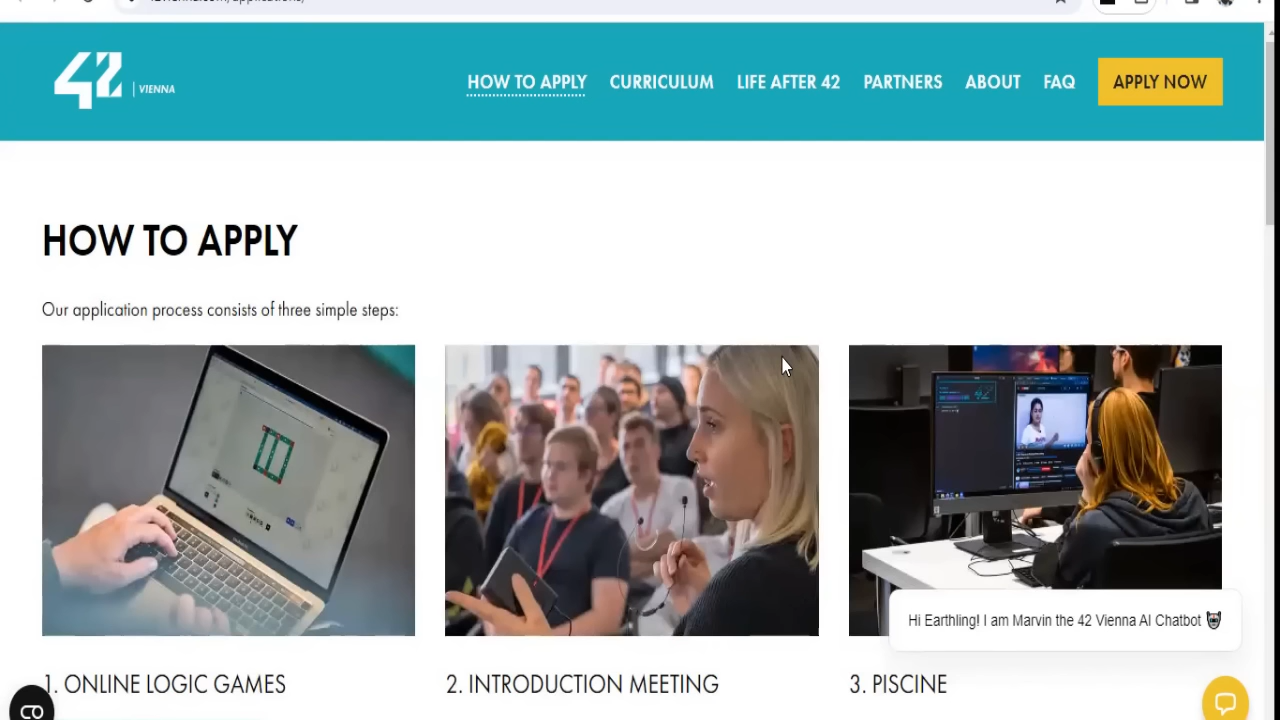 42 | VIENNA
HOW TO APPLY
CURRICULUM
LIFE AFTER 42
PARTNERS
ABOUT
FAQ
APPLY NOW
HOW TO APPLY
Our application process consists of three simple steps:
Hi Earthling! I am Marvin the 42 Vienna AI Chatbot
1. ONLINE LOGIC GAMES
2. INTRODUCTION MEETING
3. PISCINE